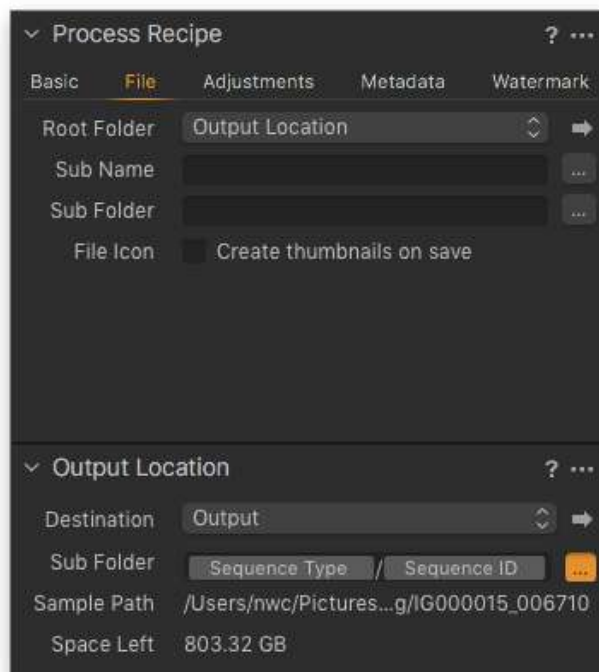 Process Recipe ? ...
Basic File Adjustments Metadata Watermark
Root Folder Output Location
Sub Name ...
Sub Folder ...
File Icon Create thumbnails on save
Output Location ? ...
Destination Output
Sub Folder Sequence Type / Sequence ID ...
Sample Path /Users/nwc/Pictures...g/IG000015_006710
Space Left 803.32 GB